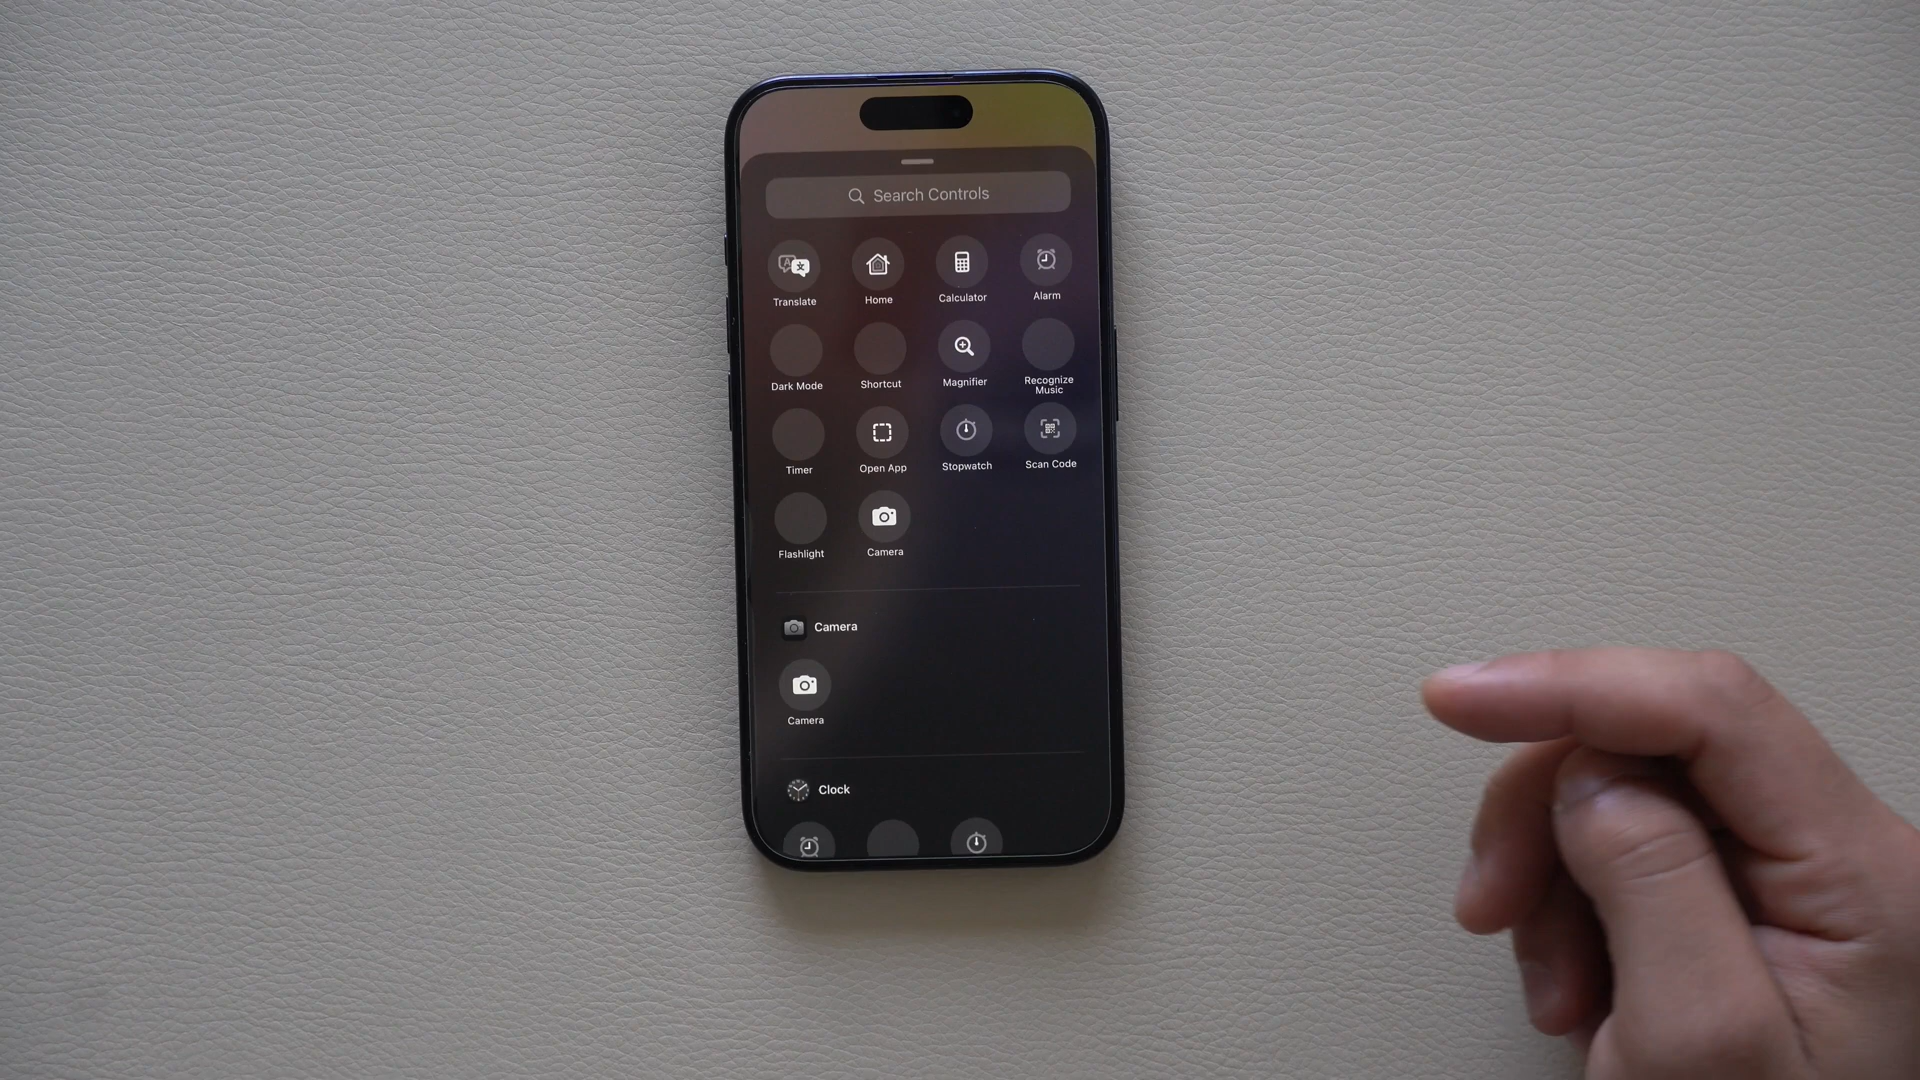 Search Controls
Translate
Home
Calculator
Alarm
Dark Mode
Shortcut
Magnifier
Recognize
Music
Timer
Open App
Stopwatch
Scan Code
Flashlight
Camera
Camera
Camera
Clock